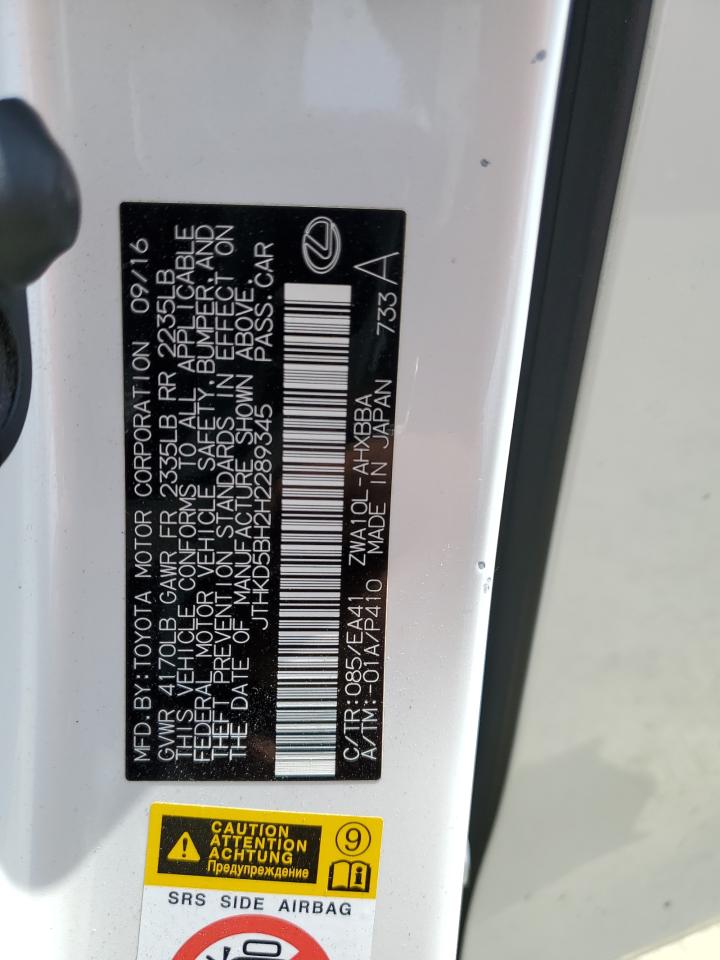 MFD.BY:TOYOTA MOTOR CORPORATION 09/16
GVWR 4170LB GAWR FR 2335LB RR 2235LB
THIS VEHICLE CONFORMS TO ALL APPLICABLE
FEDERAL MOTOR VEHICLE SAFETY,BUMPER,AND
THEFT PREVENTION STANDARDS IN EFFECT ON
THE DATE OF MANUFACTURE SHOWN ABOVE.
JTHKD5BH2H2289345 PASS.CAR
C/TR:085/EA41 ZWA10L-AHXBBA 733 A
A/TM:-01A/P410 MADE IN JAPAN
CAUTION
ATTENTION
ACHTUNG
Предупреждение
9
SRS SIDE AIRBAG